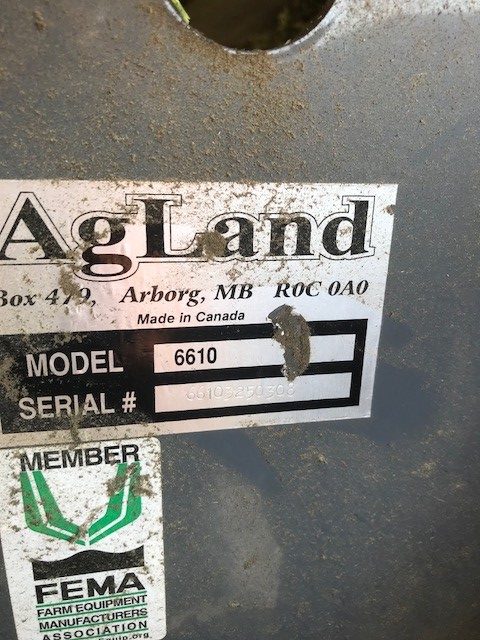 AgLand
Box 479, Arborg, MB R0C 0A0
Made in Canada
MODEL 6610
SERIAL # 66103250308
MEMBER
FEMA
FARM EQUIPMENT
MANUFACTURERS
ASSOCIATION